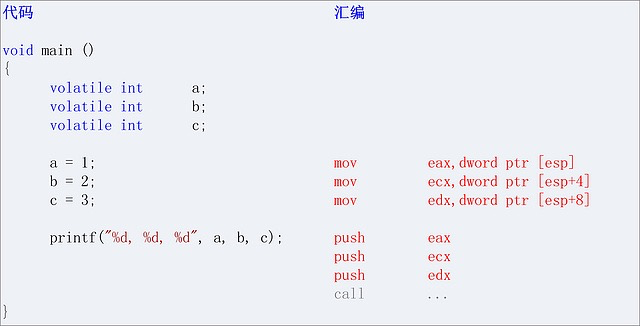 代码 汇编
void main ()
{
volatile int a;
volatile int b;
volatile int c;
a = 1; mov eax,dword ptr [esp]
b = 2; mov ecx,dword ptr [esp+4]
c = 3; mov edx,dword ptr [esp+8]
printf("%d, %d, %d", a, b, c); push eax
push ecx
push edx
call ...
}